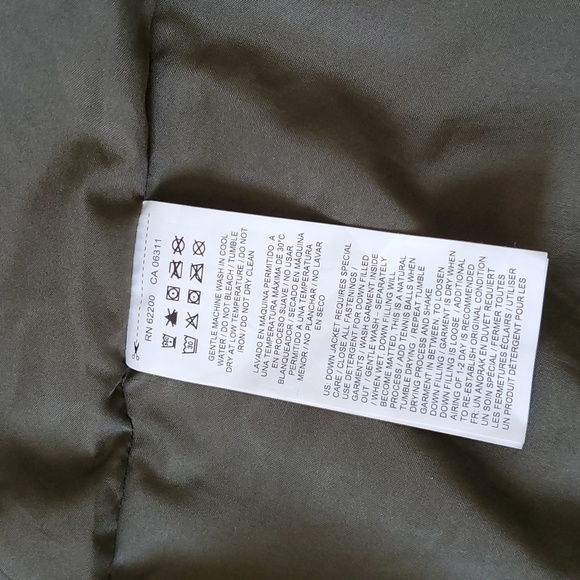 RN 62200 CA 06311
GENTLE MACHINE WASH IN COOL
WATER / DO NOT BLEACH / TUMBLE
DRY AT LOW TEMPERATURE / DO NOT
IRON / DO NOT DRY CLEAN
LAVADO EN MAQUINA PERMITIDO A
UNA TEMPERATURA MAXIMA DE 30°C
EN PROCESO SUAVE / NO USAR
BLANQUEADOR / SECADO EN MAQUINA
PERMITIDO A UNA TEMPERATURA
MENOR / NO PLANCHAR / NO LAVAR
EN SECO
US: DOWN JACKET REQUIRES SPECIAL
CARE / CLOSE ALL FASTENINGS /
USE DETERGENT FOR DOWN FILLED
GARMENTS / WASH GARMENT INSIDE
OUT / GENTLE WASH / SEPARATELY
/ WHEN WET DOWN FILLING WILL
BECOME MATTED, THIS IS A NATURAL
PROCESS / ADD TENNIS BALLS WHEN
TUMBLE DRYING / REPEAT TUMBLE
DRYING PROCESS AND SHAKE
GARMENT IN BETWEEN TO LOOSEN
DOWN FILLING / GARMENT IS DRY WHEN
DOWN FILLING IS LOOSE / ADDITIONAL
AIRING OF 1-2 DAY IS RECOMMENDED
TO RE-ESTABLISH ORIGINAL CONDITION
FR: UN ANORAK EN DUVET REQUIERT
UN SOIN SPECIAL / FERMER TOUTES
LES FERMETURES ECLAIRS / UTILISER
UN PRODUIT DÉTERGENT POUR LES